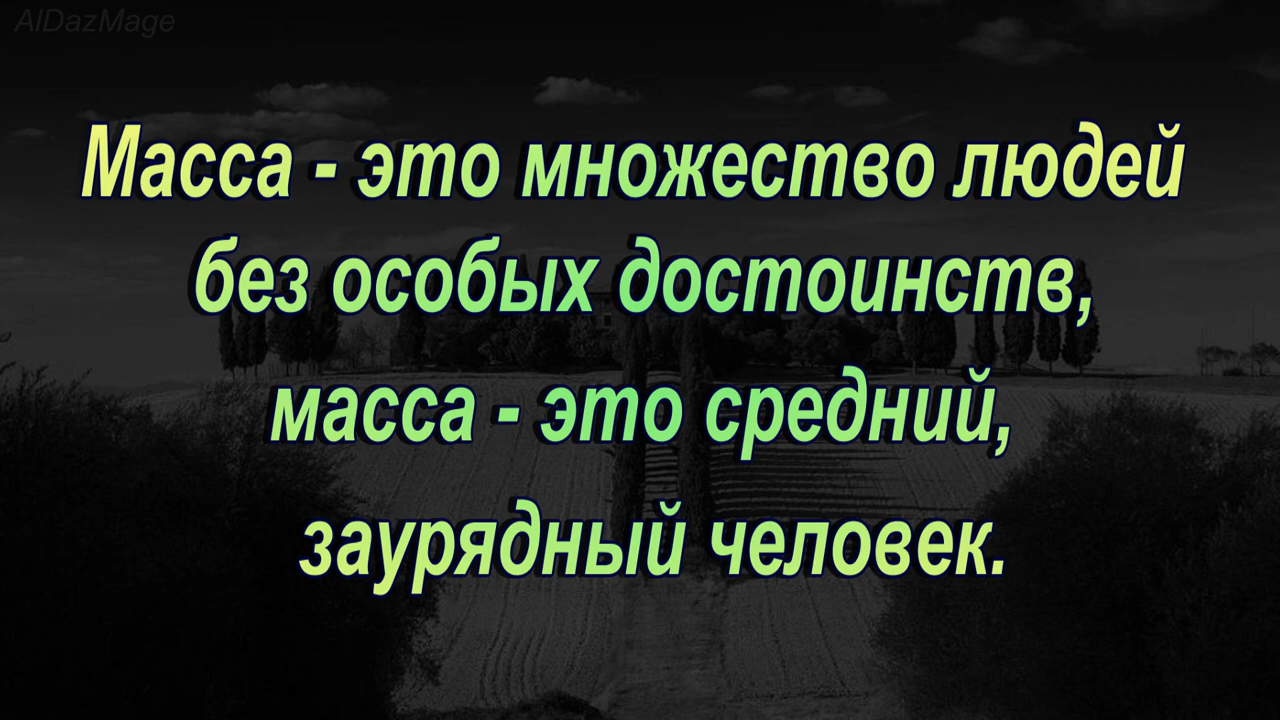 AlDazMage
Масса - это множество людей
без особых достоинств,
масса - это средний,
заурядный человек.